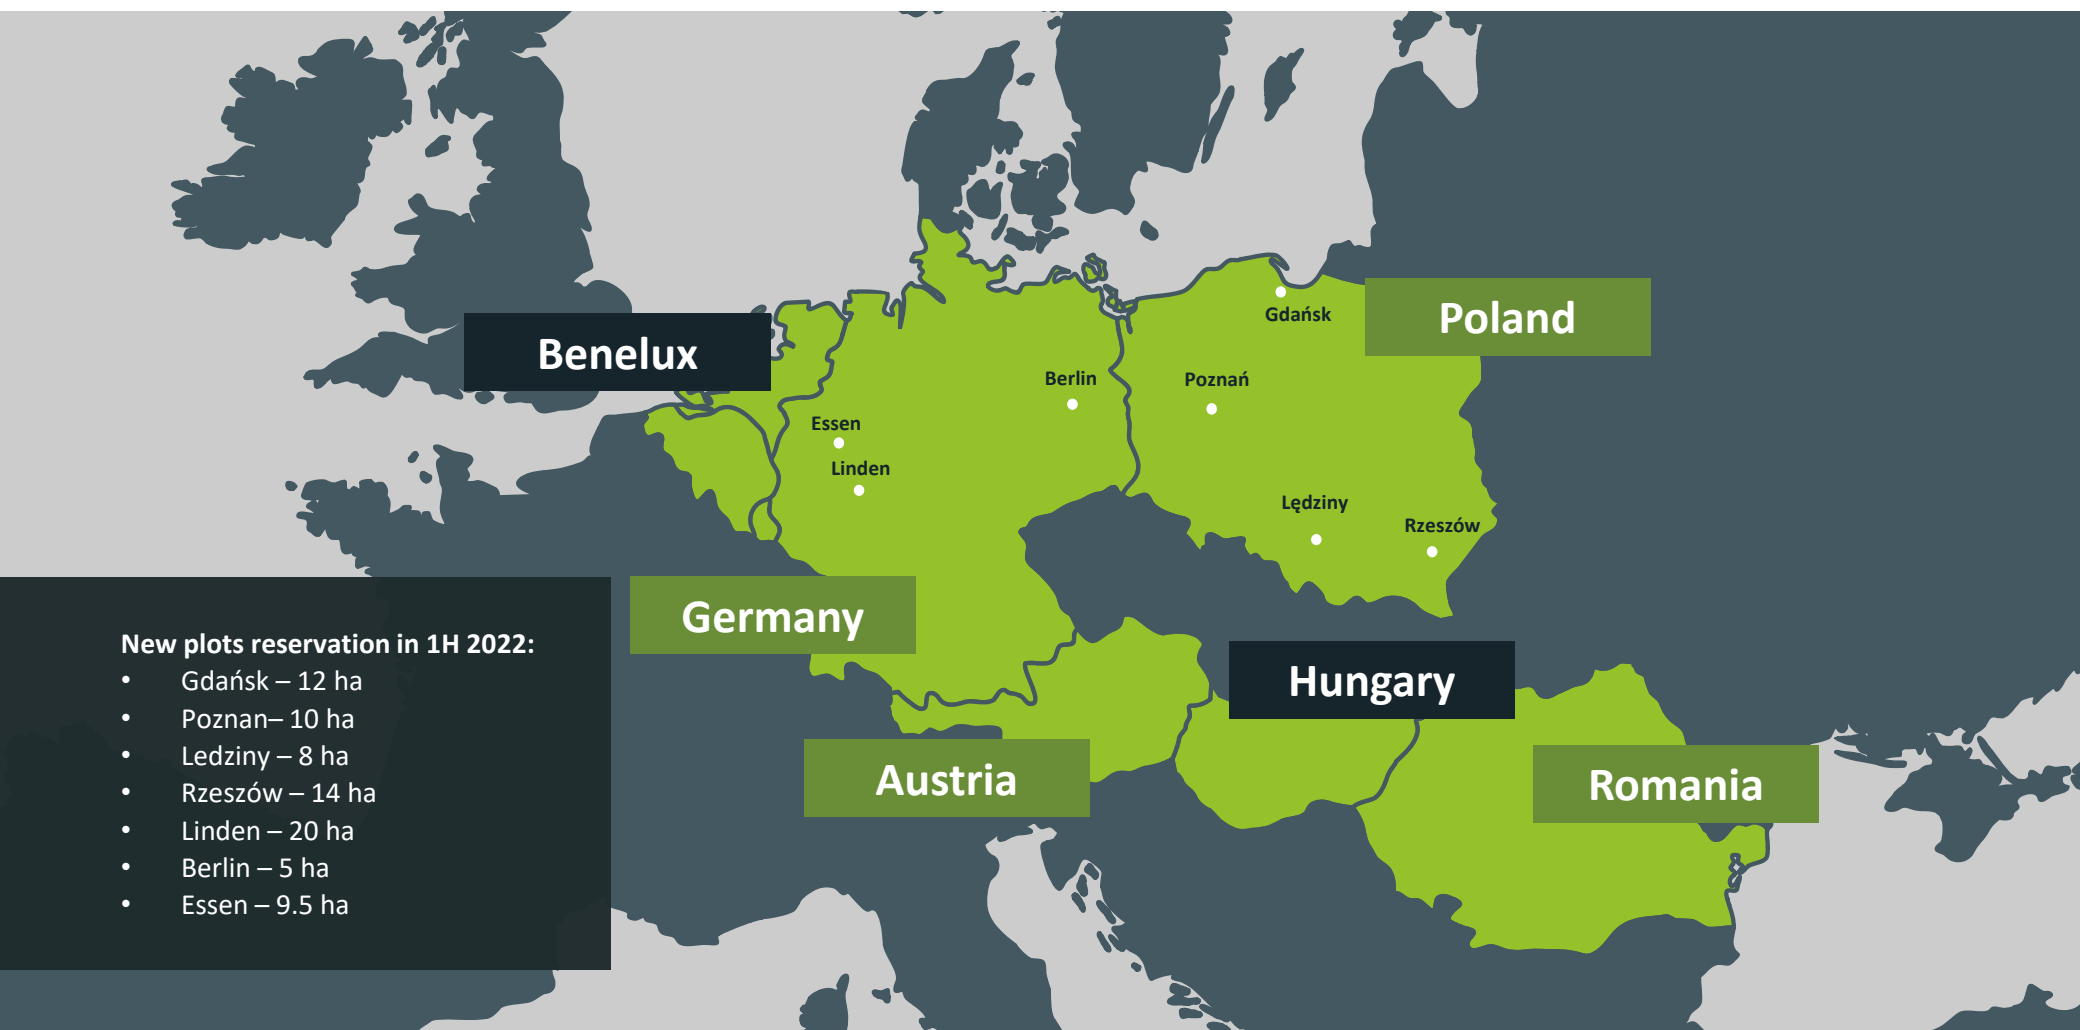 Poland
Gdańsk
Benelux
Berlin
Poznań
Essen
Linden
Lędziny
Rzeszów
Germany
Hungary
Austria
Romania
New plots reservation in 1H 2022:
• Gdańsk – 12 ha
• Poznan– 10 ha
• Ledziny – 8 ha
• Rzeszów – 14 ha
• Linden – 20 ha
• Berlin – 5 ha
• Essen – 9.5 ha